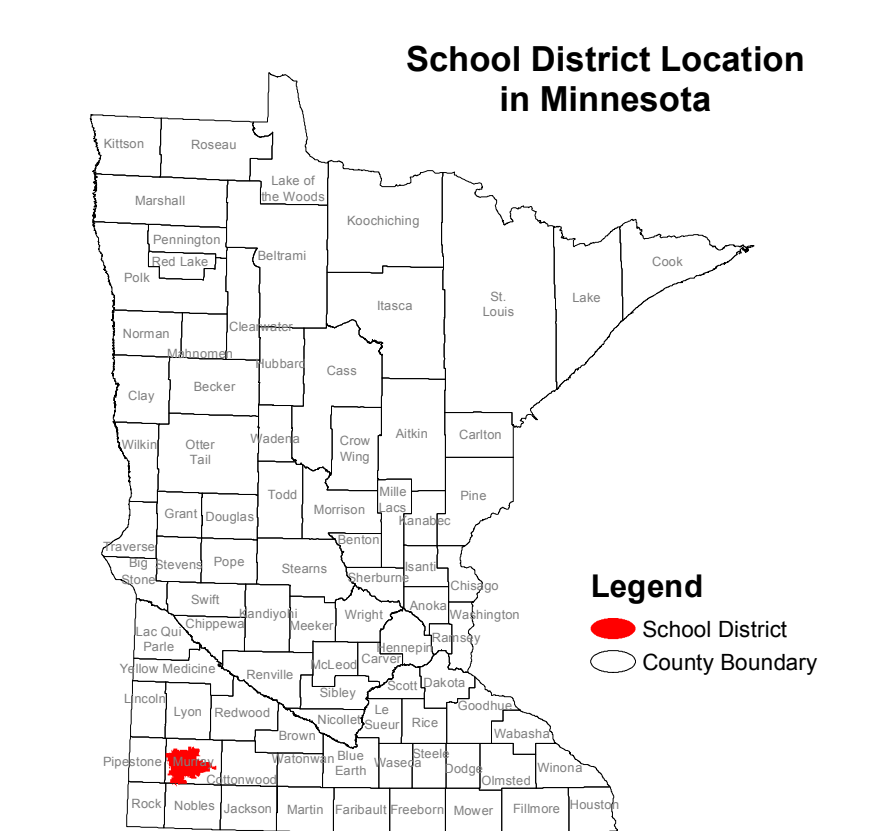 School District Location
in Minnesota
Kittson
Roseau
Lake of
the Woods
Marshall
Koochiching
Pennington
Beltrami
Red Lake
Polk
Cook
St.
Louis
Lake
Itasca
Clearwater
Norman
Mahnomen
Hubbard
Cass
Becker
Clay
Wilkin
Otter
Tail
Wadena
Crow
Wing
Aitkin
Carlton
Todd
Mille
Lacs
Pine
Grant
Douglas
Morrison
Kanabec
Traverse
Benton
Big
Stone
Stevens
Pope
Stearns
Isanti
Sherburne
Chisago
Swift
Kandiyohi
Anoka
Wright
Washington
Chippewa
Meeker
Lac Qui
Parle
Hennepin
Ramsey
Yellow Medicine
Renville
McLeod
Carver
Scott
Dakota
Lincoln
Sibley
Lyon
Redwood
Nicollet
Le
Sueur
Rice
Goodhue
Brown
Wabasha
Pipestone
Murray
Cottonwood
Watonwan
Blue
Earth
Waseca
Steele
Dodge
Olmsted
Winona
Rock
Nobles
Jackson
Martin
Faribault
Freeborn
Mower
Fillmore
Houston
Legend
School District
County Boundary